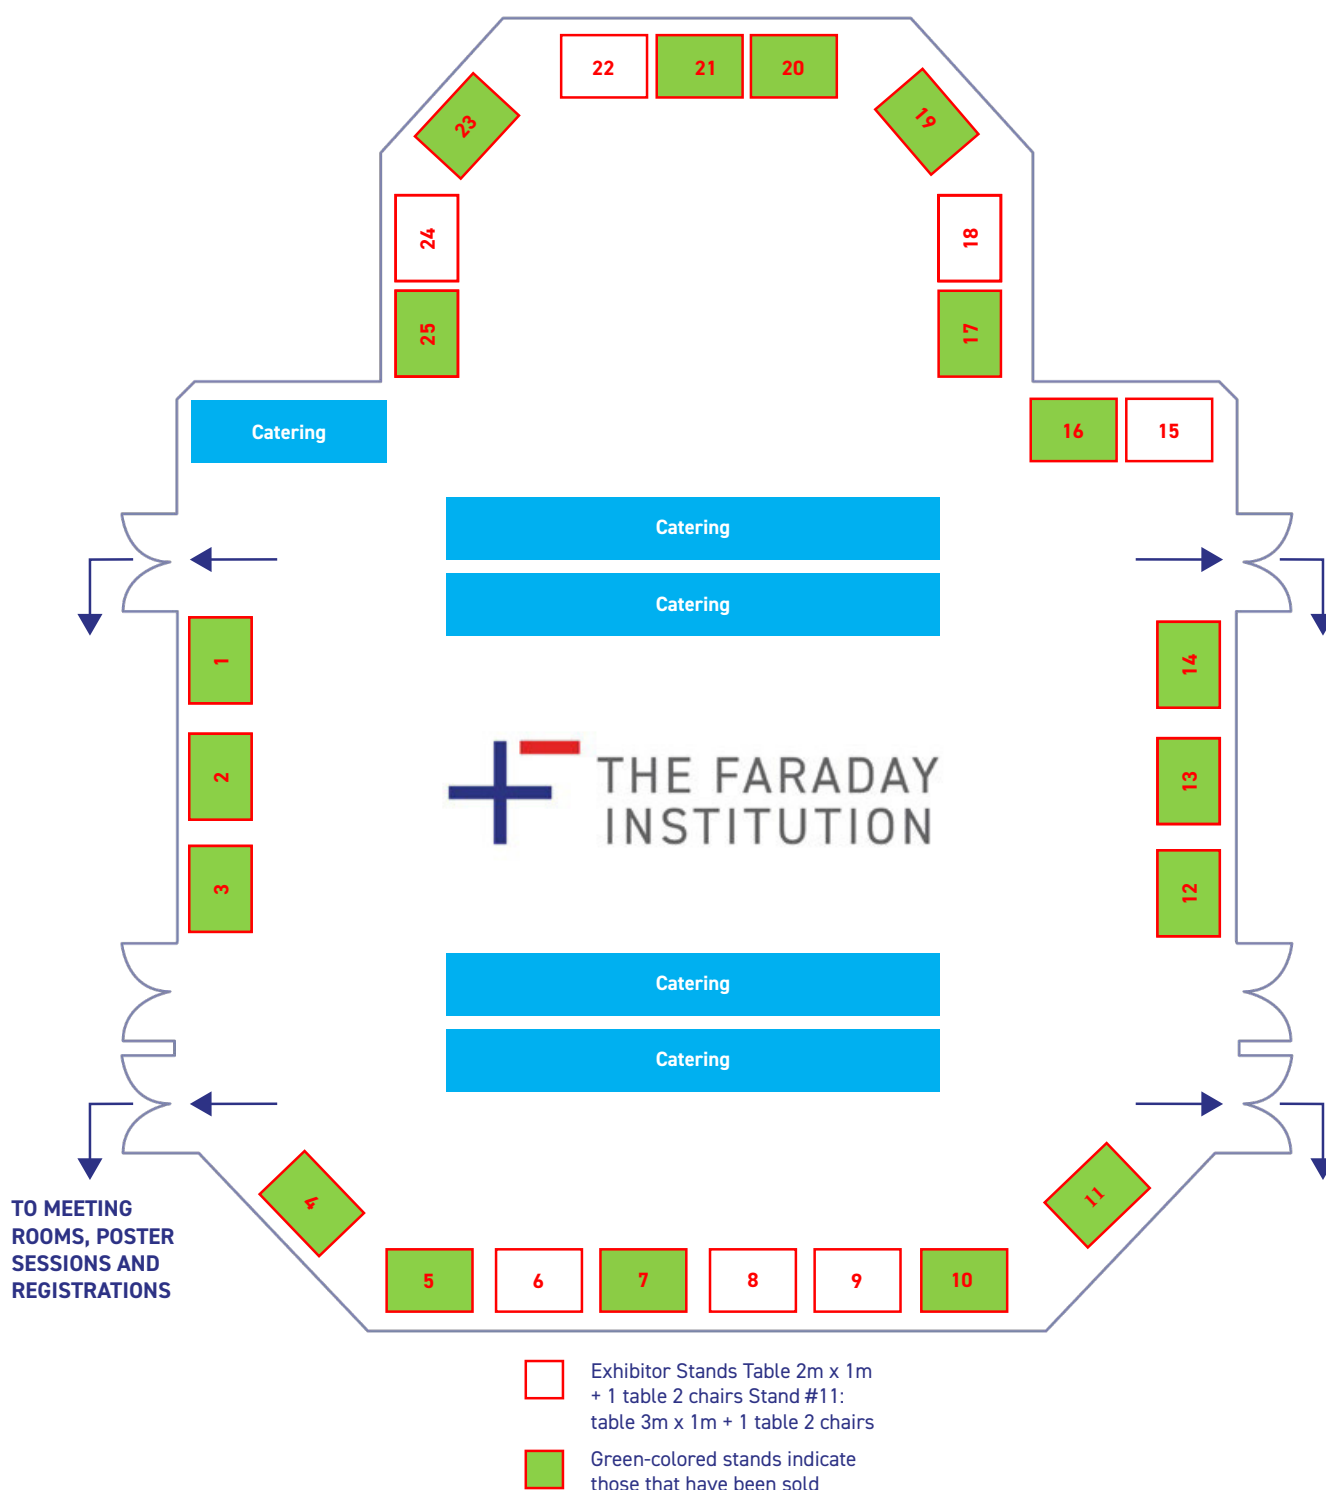 22
21
20
23
19
24
18
25
17
Catering
16
15
Catering
Catering
1
14
2
13
THE FARADAY
INSTITUTION
3
12
Catering
Catering
4
11
TO MEETING
ROOMS, POSTER
SESSIONS AND
REGISTRATIONS
5
6
7
8
9
10
Exhibitor Stands Table 2m x 1m
+ 1 table 2 chairs Stand #11:
table 3m x 1m + 1 table 2 chairs
Green-colored stands indicate
those that have been sold